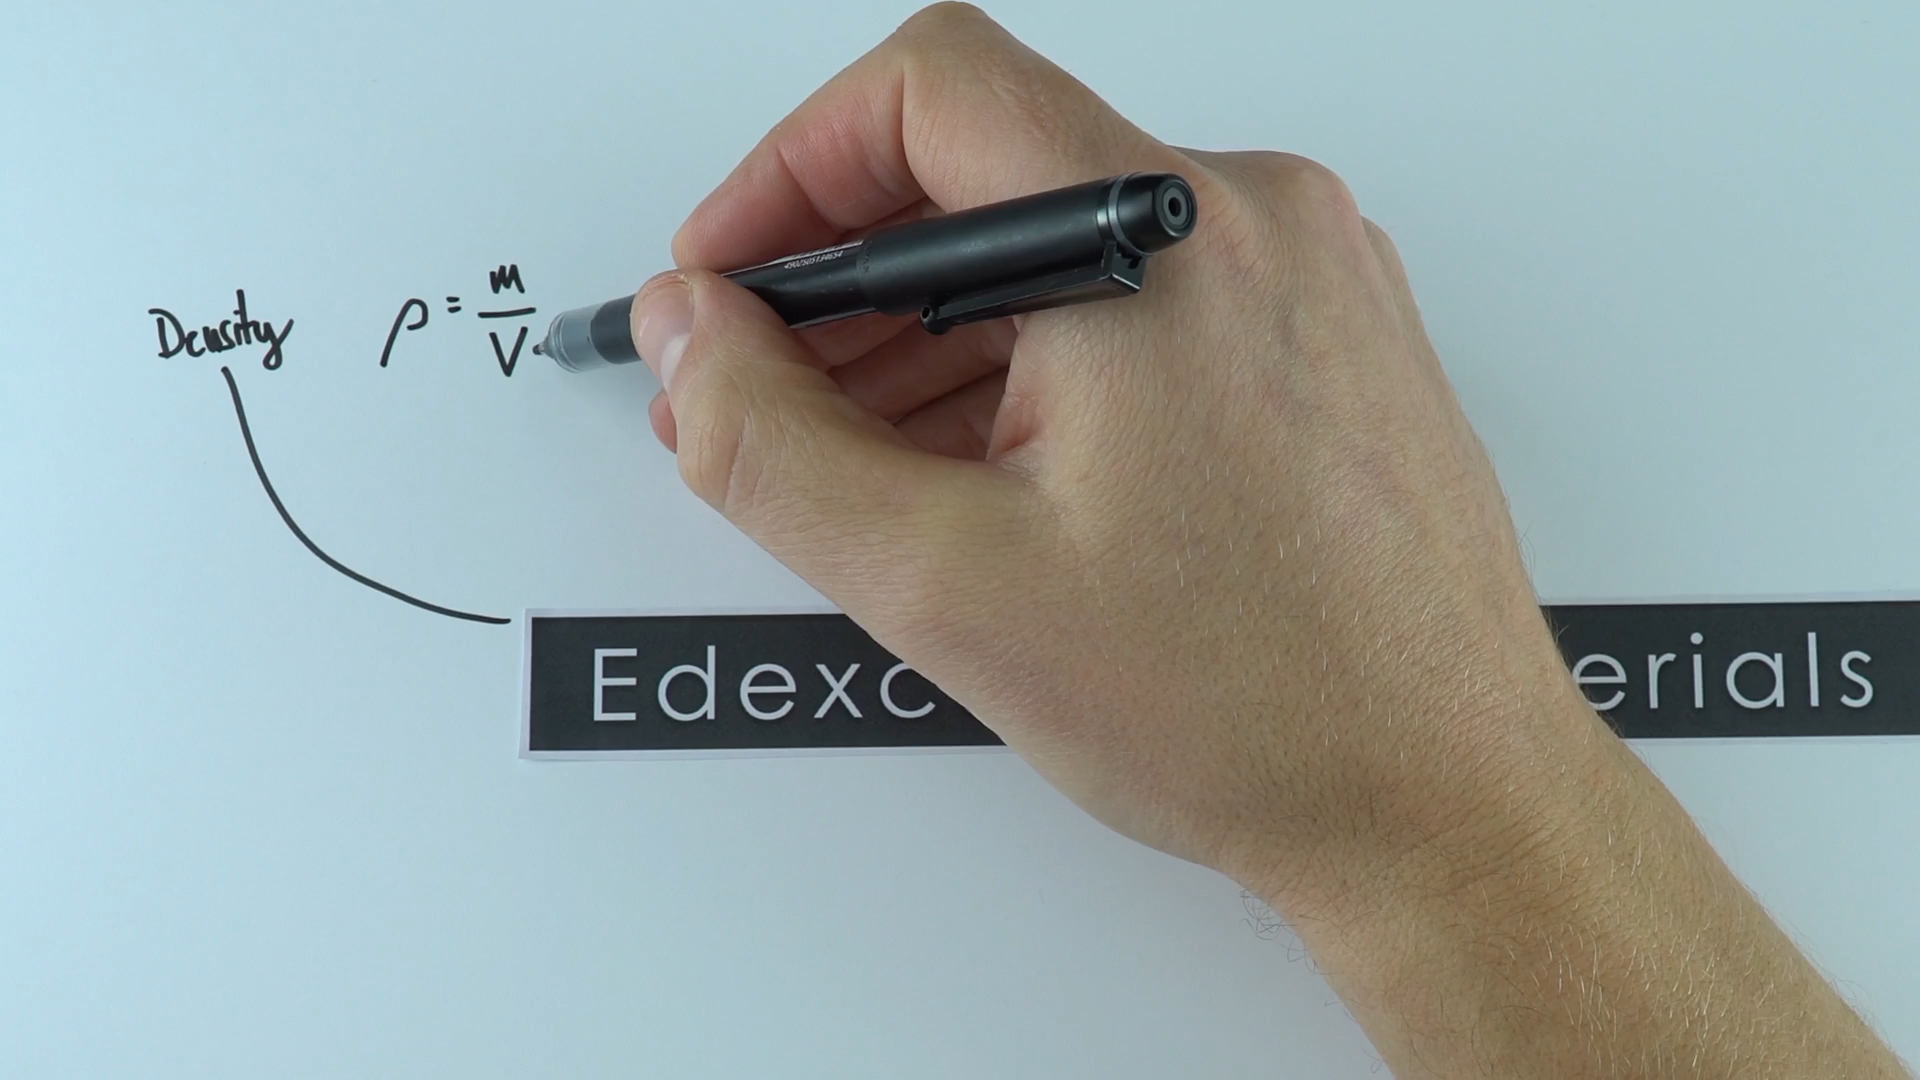 Density ρ = m/V
Edexc erials